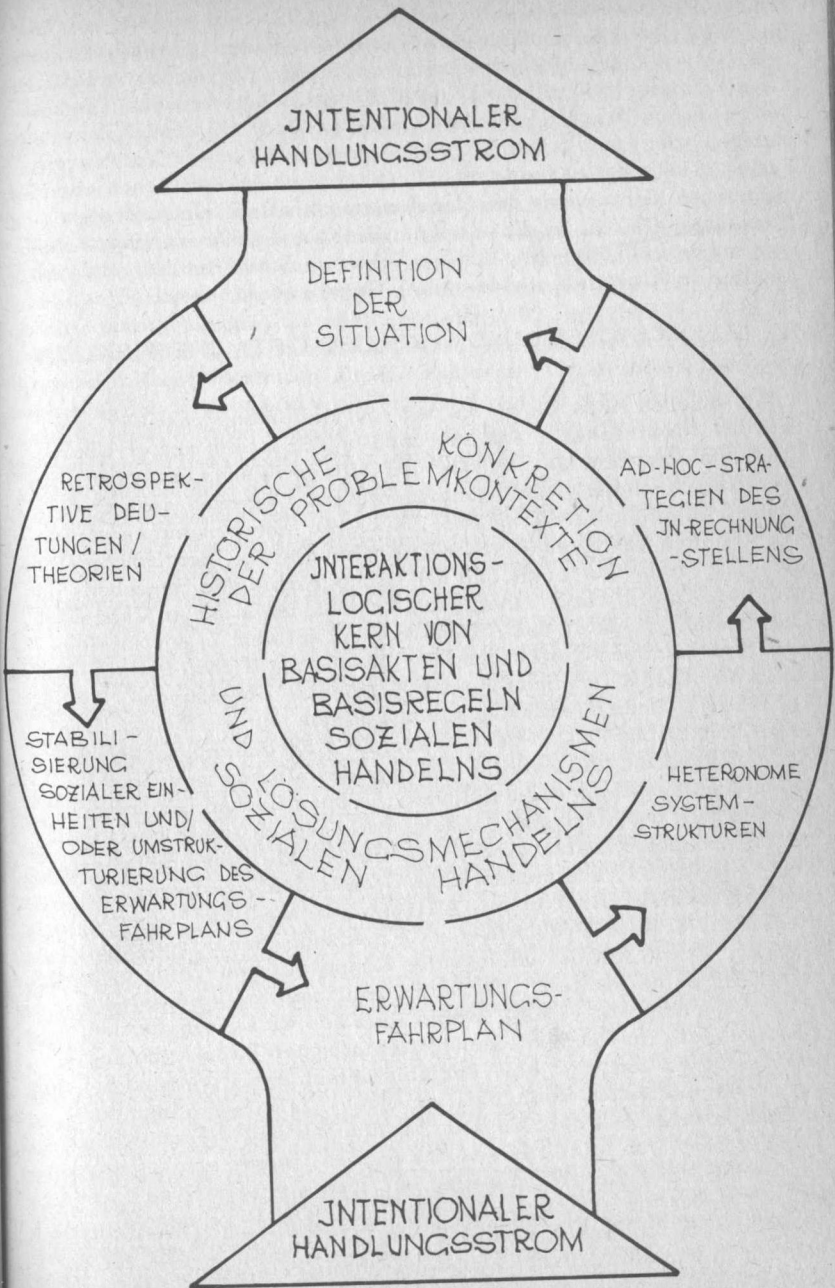 JNTENTIONALER
HANDLUNGSSTROM
DEFINITION
DER
SITUATION
HISTORISCHE KONKRETION
DER PROBLEMKONTEXTE
RETROSPEK-
TIVE DEU-
TUNGEN/
THEORIEN
AD-HOC-STRA-
TEGIEN DES
JN-RECHNUNG
-STELLENS
JNTERAKTIONS-
LOGISCHER
KERN VON
BASISAKTEN UND
BASISREGELN
SOZIALEN
HANDELNS
UND LÖSUNGSMECHANISMEN
SOZIALEN HANDELNS
STABILI-
SIERUNG
SOZIALER EIN-
HEITEN UND/
ODER UMSTRUK-
TURIERUNG DES
ERWARTUNGS-
FAHRPLANS
HETERONOME
SYSTEM-
STRUKTUREN
ERWARTUNGS-
FAHRPLAN
JNTENTIONALER
HANDLUNGSSTROM